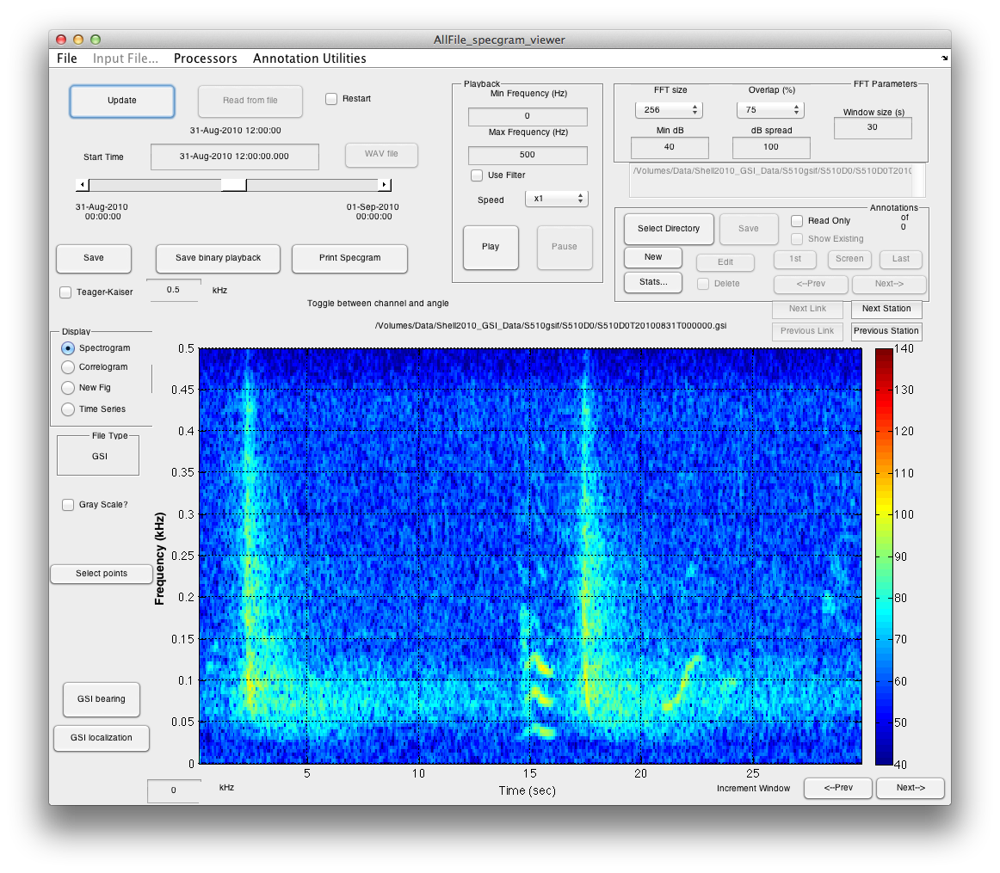 AllFile_specgram_viewer
File Input File... Processors Annotation Utilities
Update
Read from file
Restart
31-Aug-2010 12:00:00
Start Time
31-Aug-2010 12:00:00.000
WAV file
31-Aug-2010
00:00:00
01-Sep-2010
00:00:00
Save
Save binary playback
Print Specgram
Teager-Kaiser
0.5
kHz
Playback
Min Frequency (Hz)
0
Max Frequency (Hz)
500
Use Filter
Speed
x1
Play
Pause
FFT Parameters
FFT size
Overlap (%)
256
75
Window size (s)
30
Min dB
dB spread
40
100
/Volumes/Data/Shell2010_GSI_Data/S510gsif/S510D0/S510D0T2010
Annotations
Select Directory
Save
Read Only
of
0
Show Existing
New
Edit
1st
Screen
Last
Stats...
Delete
<--Prev
Next-->
Next Link
Next Station
Previous Link
Previous Station
Toggle between channel and angle
/Volumes/Data/Shell2010_GSI_Data/S510gsif/S510D0/S510D0T20100831T000000.gsi
Display
Spectrogram
Correlogram
New Fig
Time Series
File Type
GSI
Gray Scale?
Select points
GSI bearing
GSI localization
0
kHz
Frequency (kHz)
0.5
0.45
0.4
0.35
0.3
0.25
0.2
0.15
0.1
0.05
0
5
10
15
20
25
Time (sec)
140
130
120
110
100
90
80
70
60
50
40
Increment Window
<--Prev
Next-->